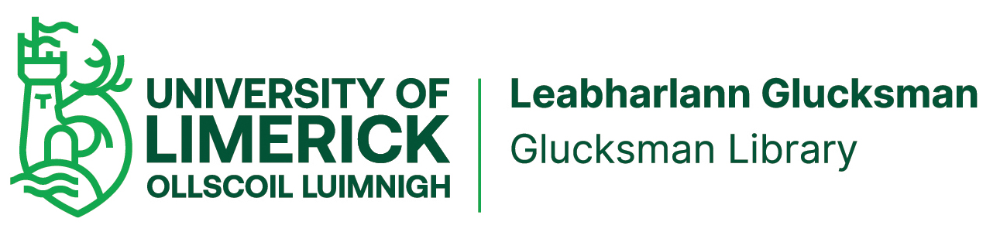 UNIVERSITY OF
LIMERICK
OLLSCOIL LUIMNIGH
Leabharlann Glucksman
Glucksman Library